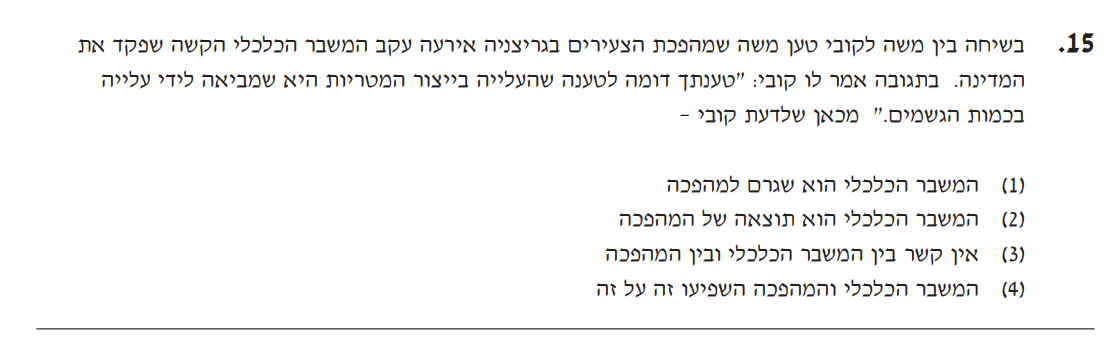 15. בשיחה בין משה לקובי טען משה שמהפכת הצעירים בגריצניה אירעה עקב המשבר הכלכלי הקשה שפקד את
המדינה. בתגובה אמר לו קובי: "טענתך דומה לטענה שהעלייה בייצור המטריות היא שמביאה לידי עלייה
בכמות הגשמים." מכאן שלדעת קובי -
(1) המשבר הכלכלי הוא שגרם למהפכה
(2) המשבר הכלכלי הוא תוצאה של המהפכה
(3) אין קשר בין המשבר הכלכלי ובין המהפכה
(4) המשבר הכלכלי והמהפכה השפיעו זה על זה